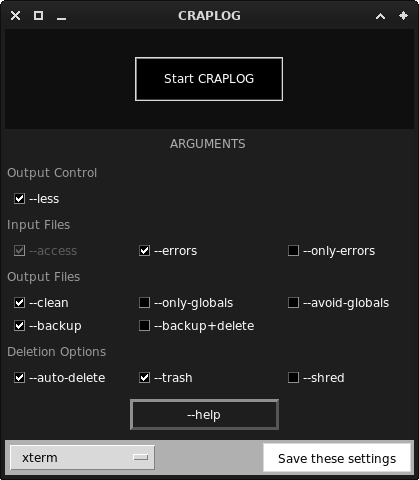 CRAPLOG
Start CRAPLOG
ARGUMENTS
Output Control
--less
Input Files
--access --errors --only-errors
Output Files
--clean --only-globals --avoid-globals
--backup --backup+delete
Deletion Options
--auto-delete --trash --shred
--help
xterm Save these settings